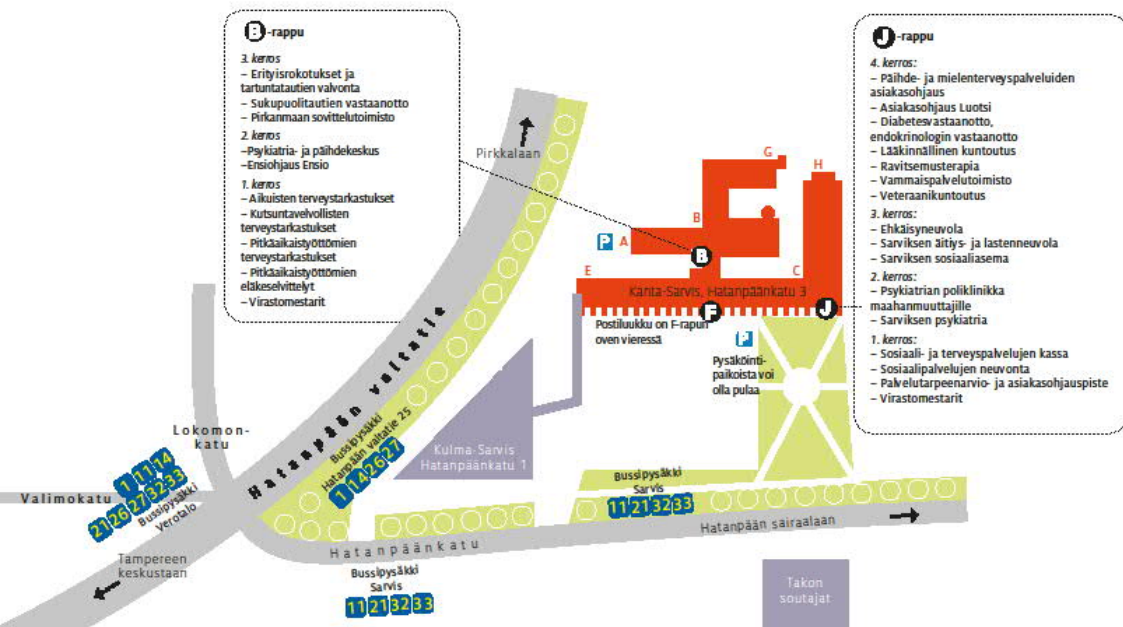 B -rappu
3. kerros
– Erityisrokotukset ja
tartuntatautien valvonta
– Sukupuolitautien vastaanotto
– Pirkanmaan sovittelutoimisto
2. kerros
–Psykiatria- ja päihdekeskus
–Ensiohjaus Ensio
1. kerros
– Aikuisten terveystarkastukset
– Kutsuntavelvollisten
terveystarkastukset
– Pitkäaikaistyöttömien
terveystarkastukset
– Pitkäaikaistyöttömien
eläkeselvittelyt
– Virastomestarit
J -rappu
4. kerros:
– Päihde- ja mielenterveyspalveluiden
asiakasohjaus
– Asiakasohjaus Luotsi
– Diabetesvastaanotto,
endokrinologin vastaanotto
– Lääkinnällinen kuntoutus
– Ravitsemusterapia
– Vammaispalvelutoimisto
– Veteraanikuntoutus
3. kerros:
– Ehkäisyneuvola
– Sarviksen äitiys- ja lastenneuvola
– Sarviksen sosiaaliasema
2. kerros:
– Psykiatrian poliklinikka
maahanmuuttajille
– Sarviksen psykiatria
1. kerros:
– Sosiaali- ja terveyspalvelujen kassa
– Sosiaalipalvelujen neuvonta
– Palvelutarpeenarvio- ja asiakasohjauspiste
– Virastomestarit
Pirkkalaan
G
H
B
P A
B
E
C
Kanta-Sarvis, Hatanpäänkatu 3
F
J
Postiluukku on F-rapun
oven vieressä
P
Pysäköinti-
paikoista voi
olla pulaa
Hatanpään valtatie
Lokomon-
katu
Bussipysäkki
Hatanpään valtatie 25
1 14 26 27
Kulma-Sarvis
Hatanpäänkatu 1
Valimokatu
1 11 14
21 26 27 32 33
Bussipysäkki
Verotalo
Bussipysäkki
Sarvis
11 21 32 33
Hatanpään sairaalaan
Hatanpäänkatu
Tampereen
keskustaan
Bussipysäkki
Sarvis
11 21 32 33
Takon
soutajat